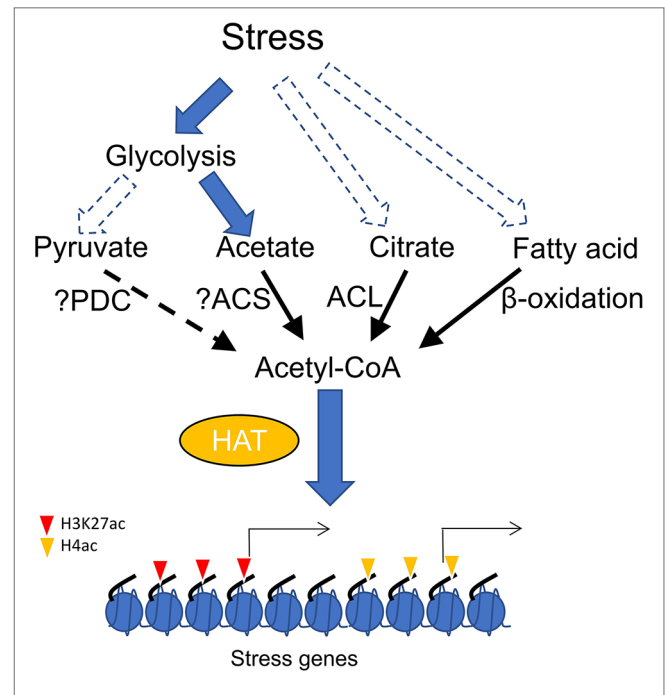 Stress
Glycolysis
Pyruvate Acetate Citrate Fatty acid
?PDC ?ACS ACL β-oxidation
Acetyl-CoA
HAT
H3K27ac
H4ac
Stress genes